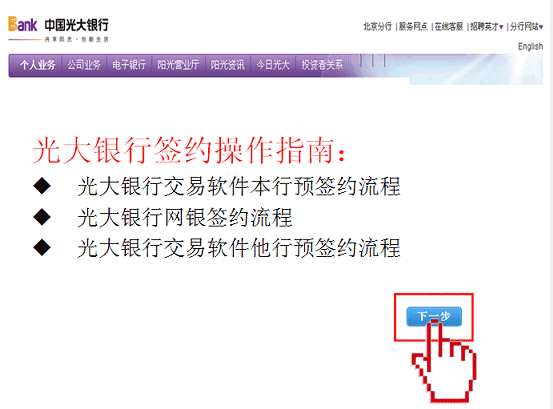 Bank 中国光大银行
共享阳光·创新生活
北京分行 | 服务网点 | 在线客服 | 招聘英才▾ | 分行网站▾
English
个人业务 | 公司业务 | 电子银行 | 阳光营业厅 | 阳光资讯 | 今日光大 | 投资者关系
光大银行签约操作指南：
◆ 光大银行交易软件本行预签约流程
◆ 光大银行网银签约流程
◆ 光大银行交易软件他行预签约流程
下一步